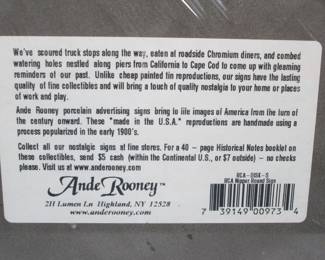 We've scoured truck stops along the way, eaten at roadside Chromium diners, and combed
watering holes nestled along piers from California to Cape Cod to come up with gleaming
reminders of our past. Unlike cheap painted tin reproductions, our signs have the lasting
quality of fine collectibles and will bring a touch of quality nostalgia to your home or places
of work and play.
Ande Rooney porcelain advertising signs bring to life images of America from the turn of
the century onward. These "made in the U.S.A." reproductions are handmade using a
process popularized in the early 1900's.
Collect all our nostalgic signs at fine stores. For a 40 - page Historical Notes booklet on
these collectibles, send $5 cash (within the Continental U.S., or $7 outside) - no checks
please. Visit us at www.anderooney.com
Ande Rooney™
211 Lumen Ln Highland, NY 12528
www.anderooney.com
RCA - DISK - S
RCA Nipper Round Sign
7 39149 00973 4